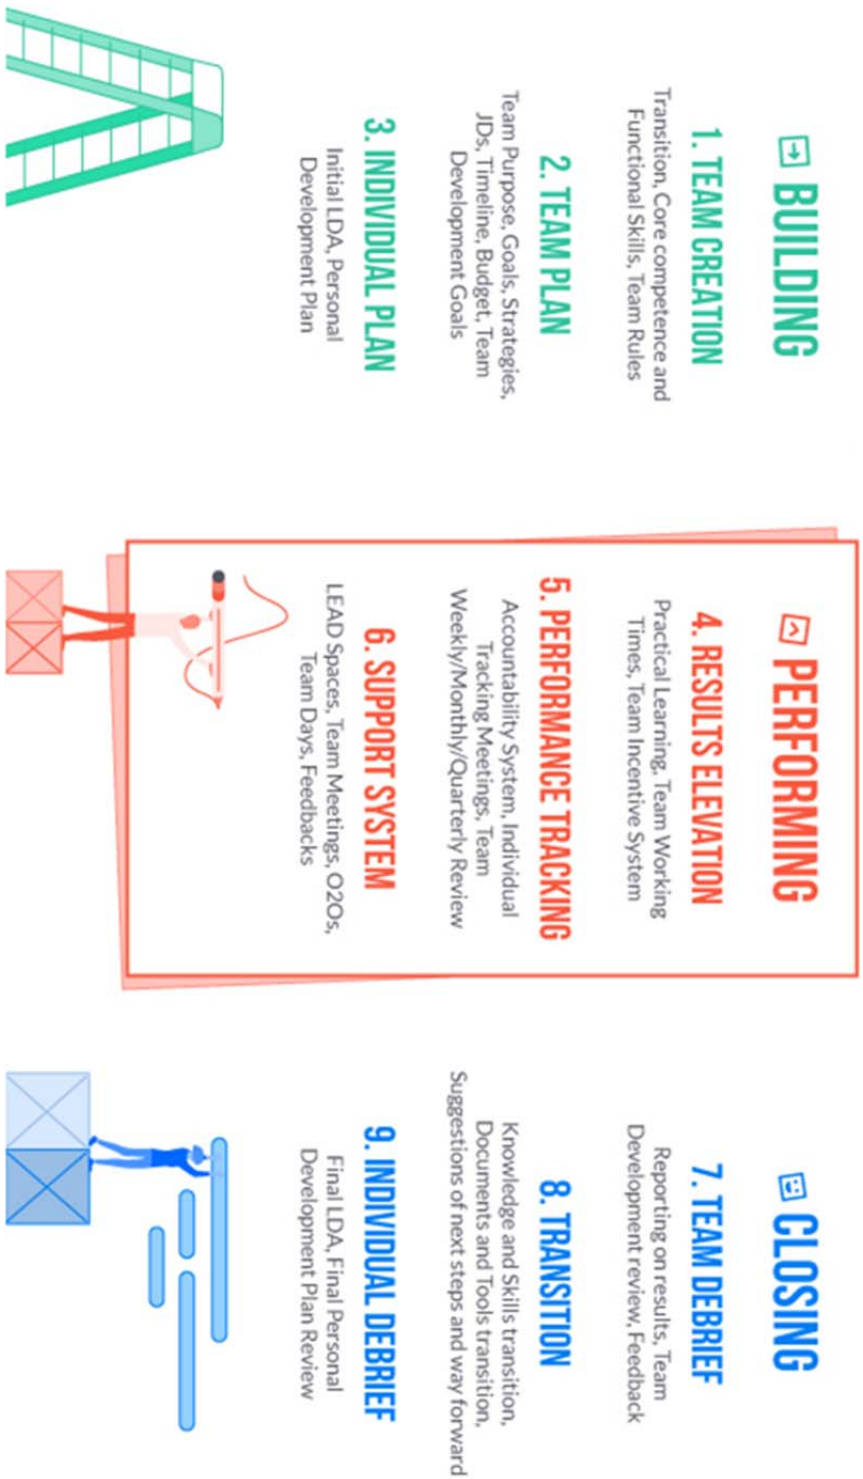 BUILDING
1. TEAM CREATION
Transition, Core competence and
Functional Skills, Team Rules
2. TEAM PLAN
Team Purpose, Goals, Strategies,
JDs, Timeline, Budget, Team
Development Goals
3. INDIVIDUAL PLAN
Initial LDA, Personal
Development Plan
PERFORMING
4. RESULTS ELEVATION
Practical Learning, Team Working
Times, Team Incentive System
5. PERFORMANCE TRACKING
Accountability System, Individual
Tracking Meetings, Team
Weekly/Monthly/Quarterly Review
6. SUPPORT SYSTEM
LEAD Spaces, Team Meetings, O2Os,
Team Days, Feedbacks
CLOSING
7. TEAM DEBRIEF
Reporting on results, Team
Development review, Feedback
8. TRANSITION
Knowledge and Skills transition,
Documents and Tools transition,
Suggestions of next steps and way forward
9. INDIVIDUAL DEBRIEF
Final LDA, Final Personal
Development Plan Review